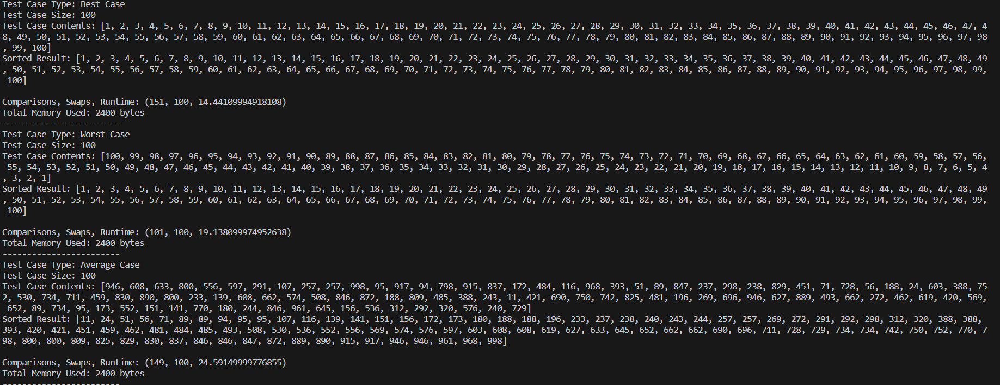 Test Case Type: Best Case
Test Case Size: 100
Test Case Contents: [1, 2, 3, 4, 5, 6, 7, 8, 9, 10, 11, 12, 13, 14, 15, 16, 17, 18, 19, 20, 21, 22, 23, 24, 25, 26, 27, 28, 29, 30, 31, 32, 33, 34, 35, 36, 37, 38, 39, 40, 41, 42, 43, 44, 45, 46, 47, 4
8, 49, 50, 51, 52, 53, 54, 55, 56, 57, 58, 59, 60, 61, 62, 63, 64, 65, 66, 67, 68, 69, 70, 71, 72, 73, 74, 75, 76, 77, 78, 79, 80, 81, 82, 83, 84, 85, 86, 87, 88, 89, 90, 91, 92, 93, 94, 95, 96, 97, 98
, 99, 100]
Sorted Result: [1, 2, 3, 4, 5, 6, 7, 8, 9, 10, 11, 12, 13, 14, 15, 16, 17, 18, 19, 20, 21, 22, 23, 24, 25, 26, 27, 28, 29, 30, 31, 32, 33, 34, 35, 36, 37, 38, 39, 40, 41, 42, 43, 44, 45, 46, 47, 48, 49
, 50, 51, 52, 53, 54, 55, 56, 57, 58, 59, 60, 61, 62, 63, 64, 65, 66, 67, 68, 69, 70, 71, 72, 73, 74, 75, 76, 77, 78, 79, 80, 81, 82, 83, 84, 85, 86, 87, 88, 89, 90, 91, 92, 93, 94, 95, 96, 97, 98, 99,
100]
Comparisons, Swaps, Runtime: (151, 100, 14.44109994918108)
Total Memory Used: 2400 bytes
------------------------
Test Case Type: Worst Case
Test Case Size: 100
Test Case Contents: [100, 99, 98, 97, 96, 95, 94, 93, 92, 91, 90, 89, 88, 87, 86, 85, 84, 83, 82, 81, 80, 79, 78, 77, 76, 75, 74, 73, 72, 71, 70, 69, 68, 67, 66, 65, 64, 63, 62, 61, 60, 59, 58, 57, 56,
55, 54, 53, 52, 51, 50, 49, 48, 47, 46, 45, 44, 43, 42, 41, 40, 39, 38, 37, 36, 35, 34, 33, 32, 31, 30, 29, 28, 27, 26, 25, 24, 23, 22, 21, 20, 19, 18, 17, 16, 15, 14, 13, 12, 11, 10, 9, 8, 7, 6, 5, 4
, 3, 2, 1]
Sorted Result: [1, 2, 3, 4, 5, 6, 7, 8, 9, 10, 11, 12, 13, 14, 15, 16, 17, 18, 19, 20, 21, 22, 23, 24, 25, 26, 27, 28, 29, 30, 31, 32, 33, 34, 35, 36, 37, 38, 39, 40, 41, 42, 43, 44, 45, 46, 47, 48, 49
, 50, 51, 52, 53, 54, 55, 56, 57, 58, 59, 60, 61, 62, 63, 64, 65, 66, 67, 68, 69, 70, 71, 72, 73, 74, 75, 76, 77, 78, 79, 80, 81, 82, 83, 84, 85, 86, 87, 88, 89, 90, 91, 92, 93, 94, 95, 96, 97, 98, 99,
100]
Comparisons, Swaps, Runtime: (101, 100, 19.138099974952638)
Total Memory Used: 2400 bytes
------------------------
Test Case Type: Average Case
Test Case Size: 100
Test Case Contents: [946, 608, 633, 800, 556, 597, 291, 107, 257, 257, 998, 95, 917, 94, 798, 915, 837, 172, 484, 116, 968, 393, 51, 89, 847, 237, 298, 238, 829, 451, 71, 728, 56, 188, 24, 603, 388, 75
2, 530, 734, 711, 459, 830, 890, 800, 233, 139, 608, 662, 574, 508, 846, 872, 188, 809, 485, 388, 243, 11, 421, 690, 750, 742, 825, 481, 196, 269, 696, 946, 627, 889, 493, 662, 272, 462, 619, 420, 569,
652, 89, 734, 95, 173, 552, 151, 141, 770, 180, 244, 846, 961, 645, 156, 536, 312, 292, 320, 576, 240, 729]
Sorted Result: [11, 24, 51, 56, 71, 89, 89, 94, 95, 95, 107, 116, 139, 141, 151, 156, 172, 173, 180, 188, 188, 196, 233, 237, 238, 240, 243, 244, 257, 257, 269, 272, 291, 292, 298, 312, 320, 388, 388,
393, 420, 421, 451, 459, 462, 481, 484, 485, 493, 508, 530, 536, 552, 556, 569, 574, 576, 597, 603, 608, 608, 619, 627, 633, 645, 652, 662, 662, 690, 696, 711, 728, 729, 734, 734, 742, 750, 752, 770, 7
98, 800, 800, 809, 825, 829, 830, 837, 846, 846, 847, 872, 889, 890, 915, 917, 946, 946, 961, 968, 998]
Comparisons, Swaps, Runtime: (149, 100, 24.59149999776855)
Total Memory Used: 2400 bytes
------------------------